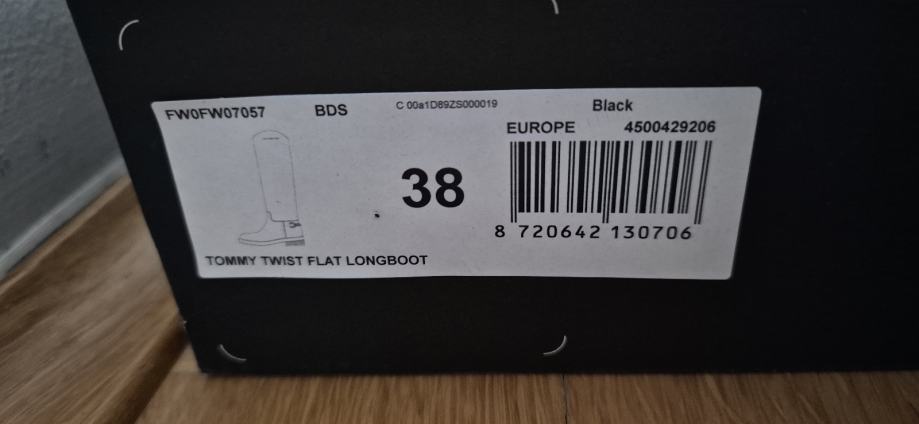 FW0FW07057 BDS C 00a1D89ZS000019 Black
EUROPE 4500429206
38
8 720642 130706
TOMMY TWIST FLAT LONGBOOT